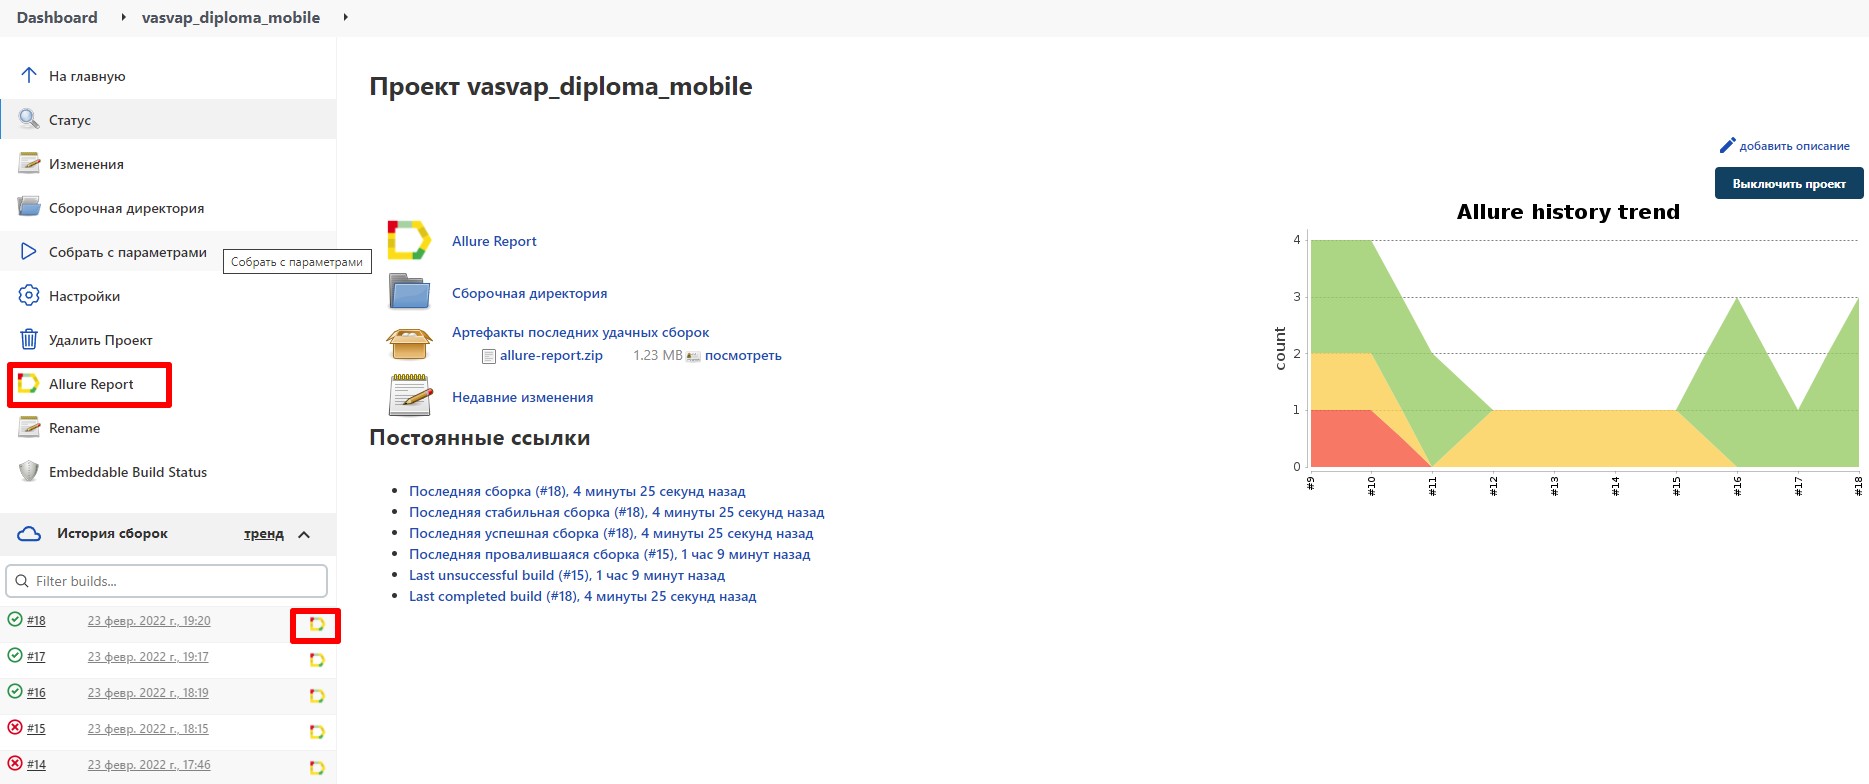 Dashboard
vasvap_diploma_mobile
На главную
Статус
Изменения
Сборочная директория
Собрать с параметрами
Собрать с параметрами
Настройки
Удалить Проект
Allure Report
Rename
Embeddable Build Status
История сборок
тренд
Filter builds...
#18 23 февр. 2022 г., 19:20
#17 23 февр. 2022 г., 19:17
#16 23 февр. 2022 г., 18:19
#15 23 февр. 2022 г., 18:15
#14 23 февр. 2022 г., 17:46
Проект vasvap_diploma_mobile
добавить описание
Выключить проект
Allure Report
Сборочная директория
Артефакты последних удачных сборок
allure-report.zip 1.23 MB посмотреть
Недавние изменения
Постоянные ссылки
Последняя сборка (#18), 4 минуты 25 секунд назад
Последняя стабильная сборка (#18), 4 минуты 25 секунд назад
Последняя успешная сборка (#18), 4 минуты 25 секунд назад
Последняя провалившаяся сборка (#15), 1 час 9 минут назад
Last unsuccessful build (#15), 1 час 9 минут назад
Last completed build (#18), 4 минуты 25 секунд назад
Allure history trend
count
4
3
2
1
0
#9
#10
#11
#12
#13
#14
#15
#16
#17
#18